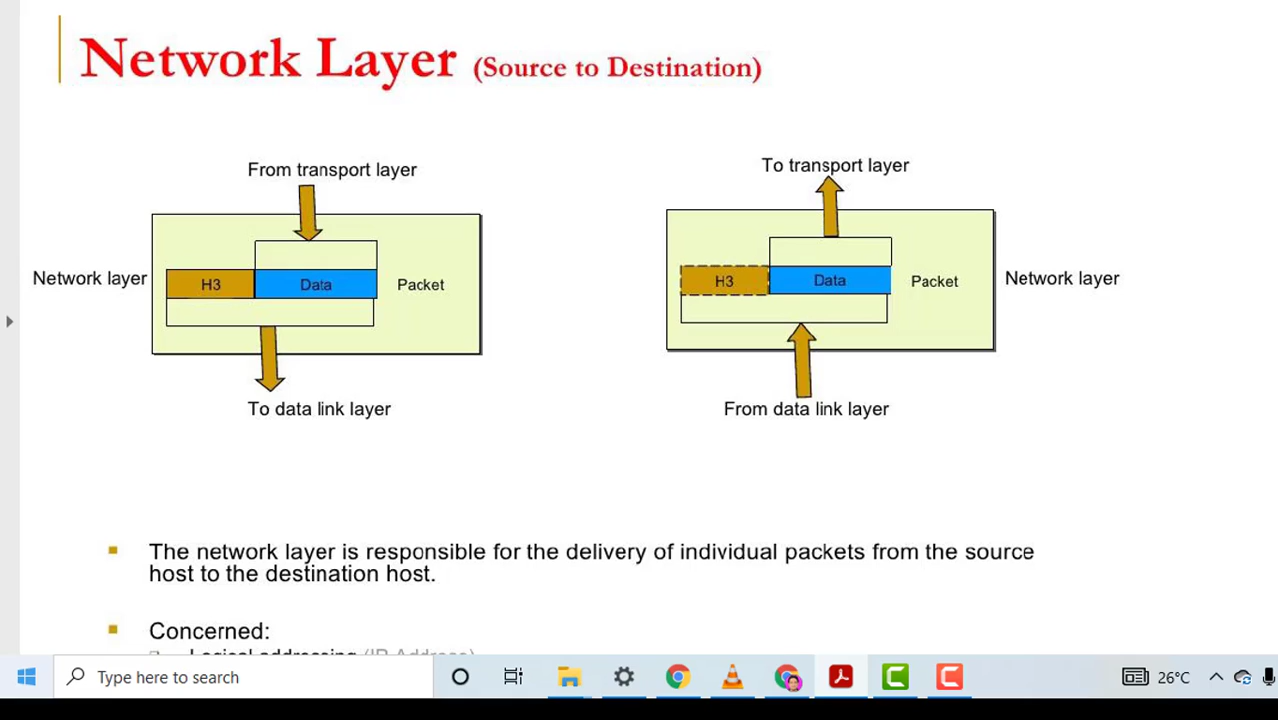 Network Layer (Source to Destination)
From transport layer
To transport layer
Network layer
H3
Data
Packet
H3
Data
Packet
Network layer
To data link layer
From data link layer
The network layer is responsible for the delivery of individual packets from the source
host to the destination host.
Concerned:
Logical addressing (IP Address)
Type here to search
26°C